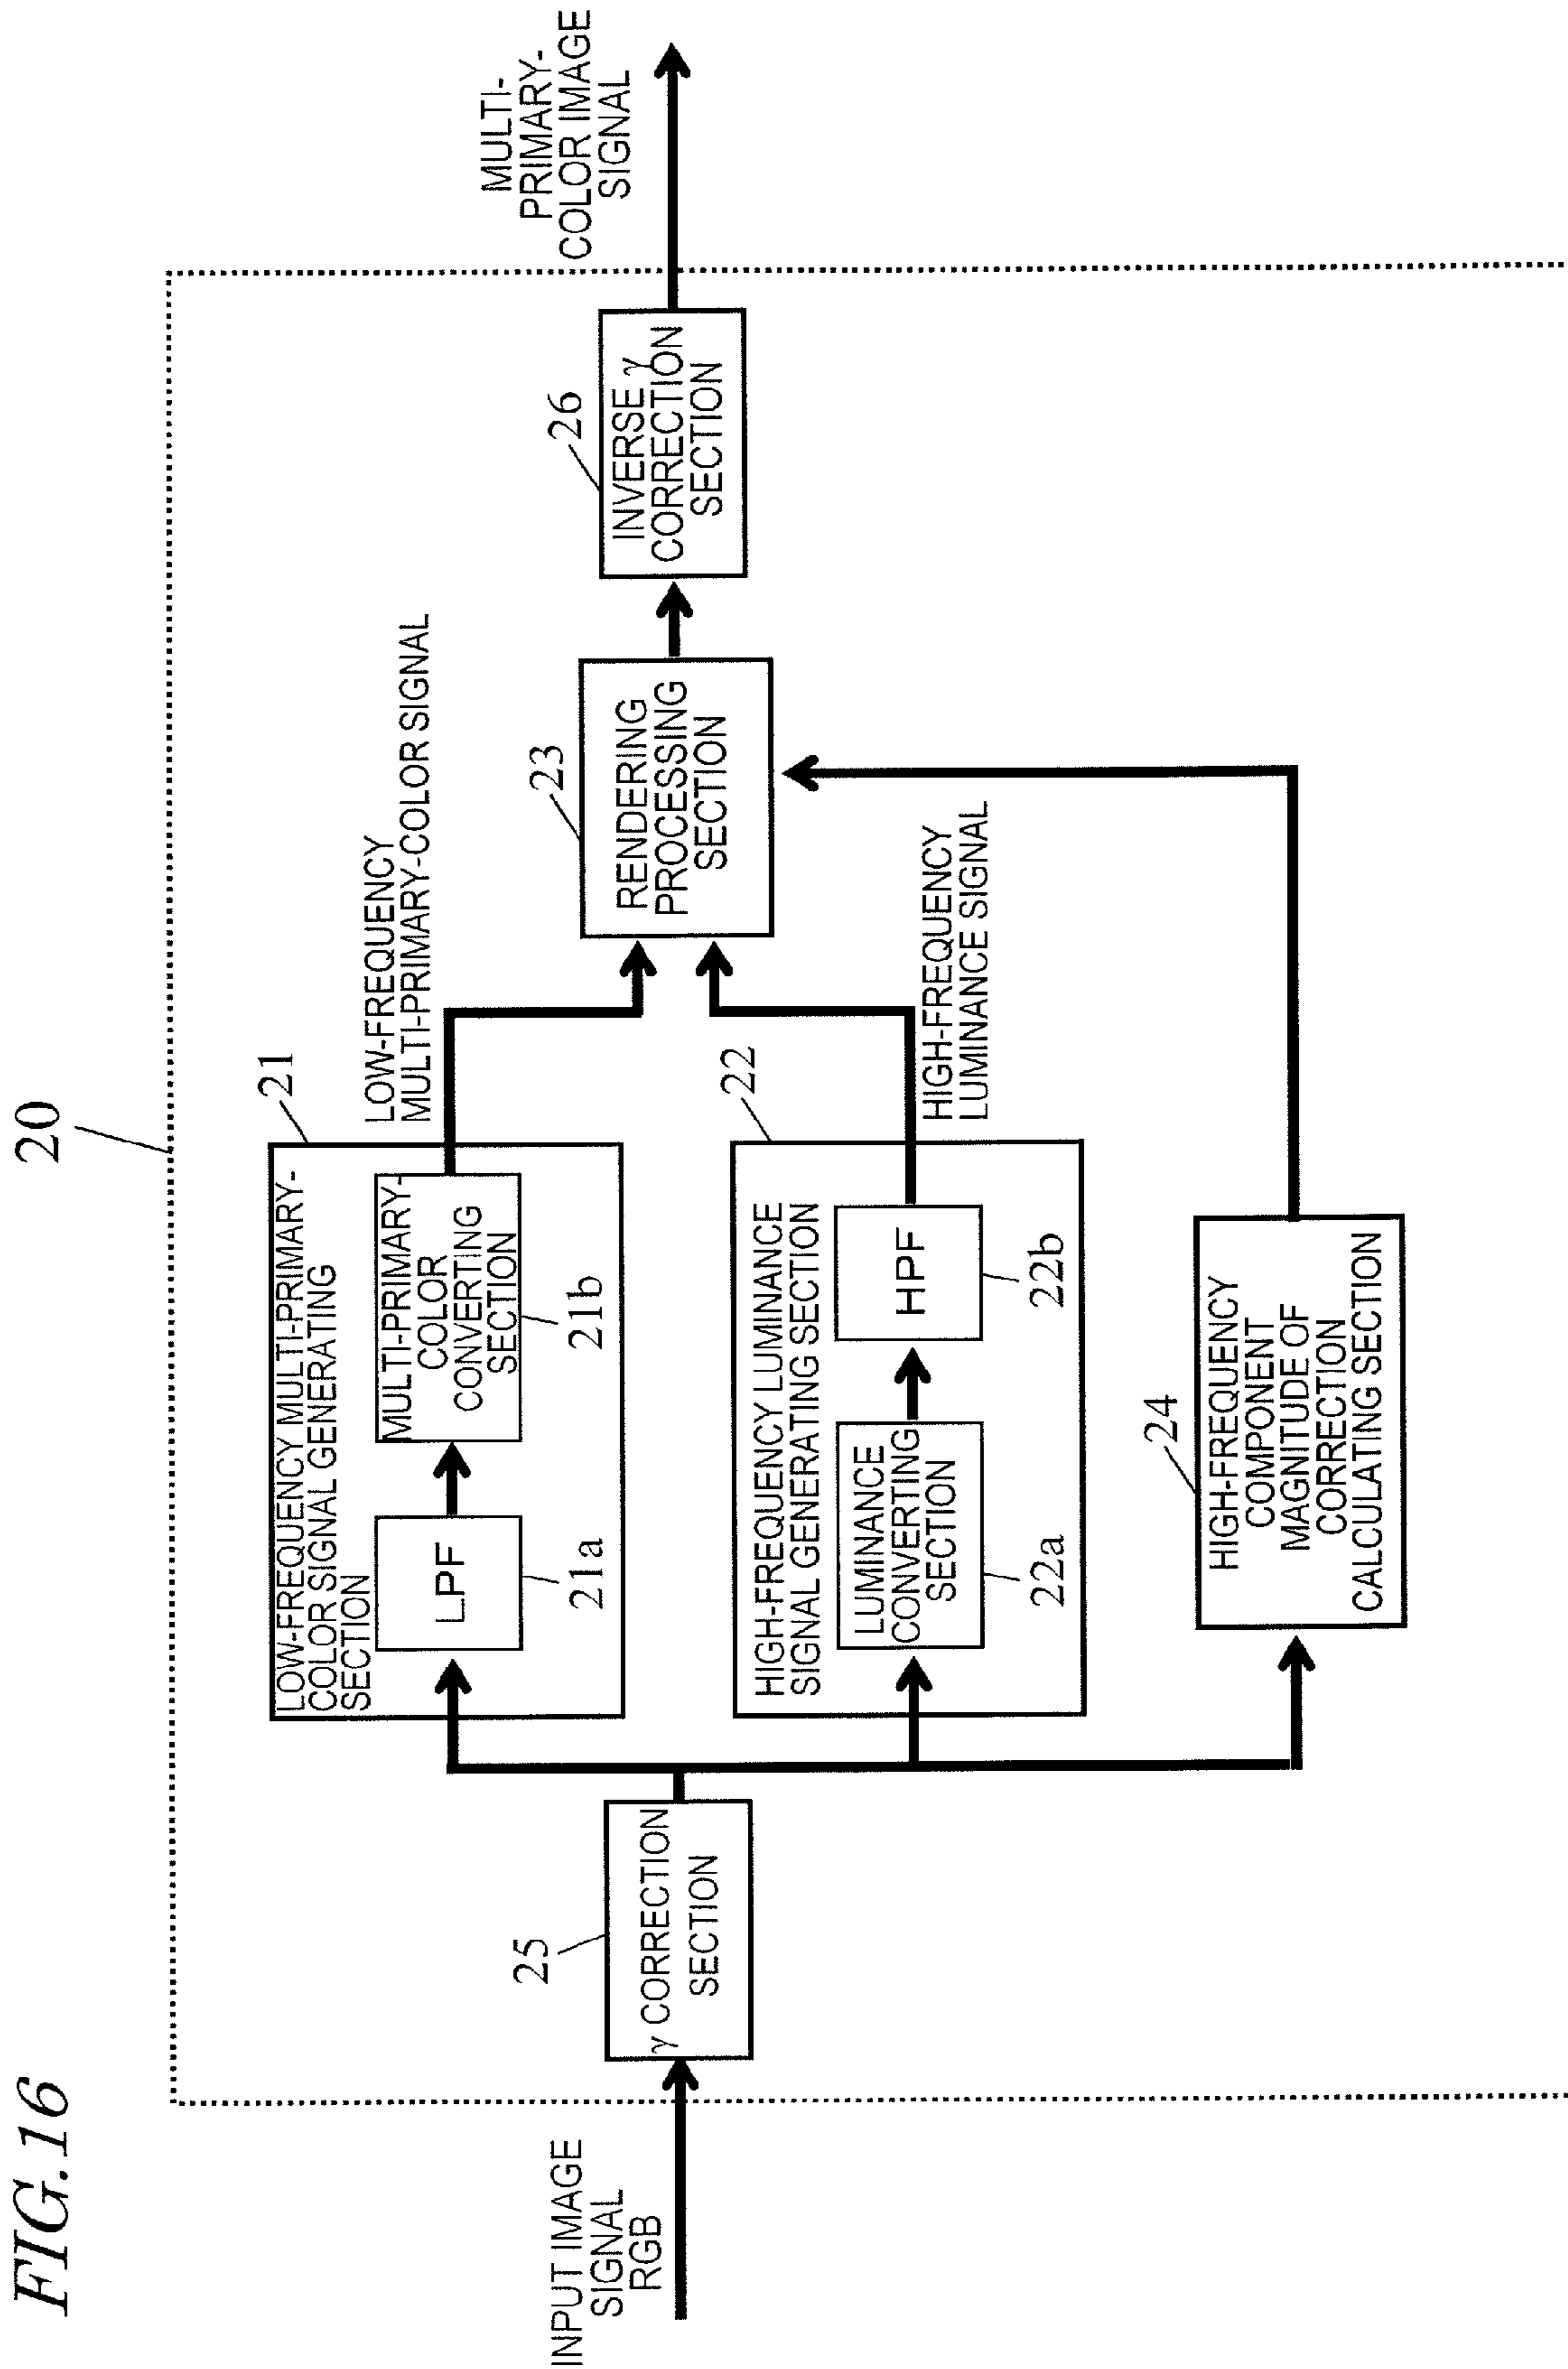 FIG.16
20
INPUT IMAGE
SIGNAL
RGB
25
γ CORRECTION
SECTION
21
LOW-FREQUENCY MULTI-PRIMARY-
COLOR SIGNAL GENERATING
SECTION
LPF
21a
MULTI-PRIMARY-
COLOR
CONVERTING
SECTION
21b
LOW-FREQUENCY
MULTI-PRIMARY-COLOR SIGNAL
22
HIGH-FREQUENCY LUMINANCE
SIGNAL GENERATING SECTION
LUMINANCE
CONVERTING
SECTION
22a
HPF
22b
HIGH-FREQUENCY
LUMINANCE SIGNAL
24
HIGH-FREQUENCY
COMPONENT
MAGNITUDE OF
CORRECTION
CALCULATING SECTION
23
RENDERING
PROCESSING
SECTION
26
INVERSE γ
CORRECTION
SECTION
MULTI-
PRIMARY-
COLOR IMAGE
SIGNAL